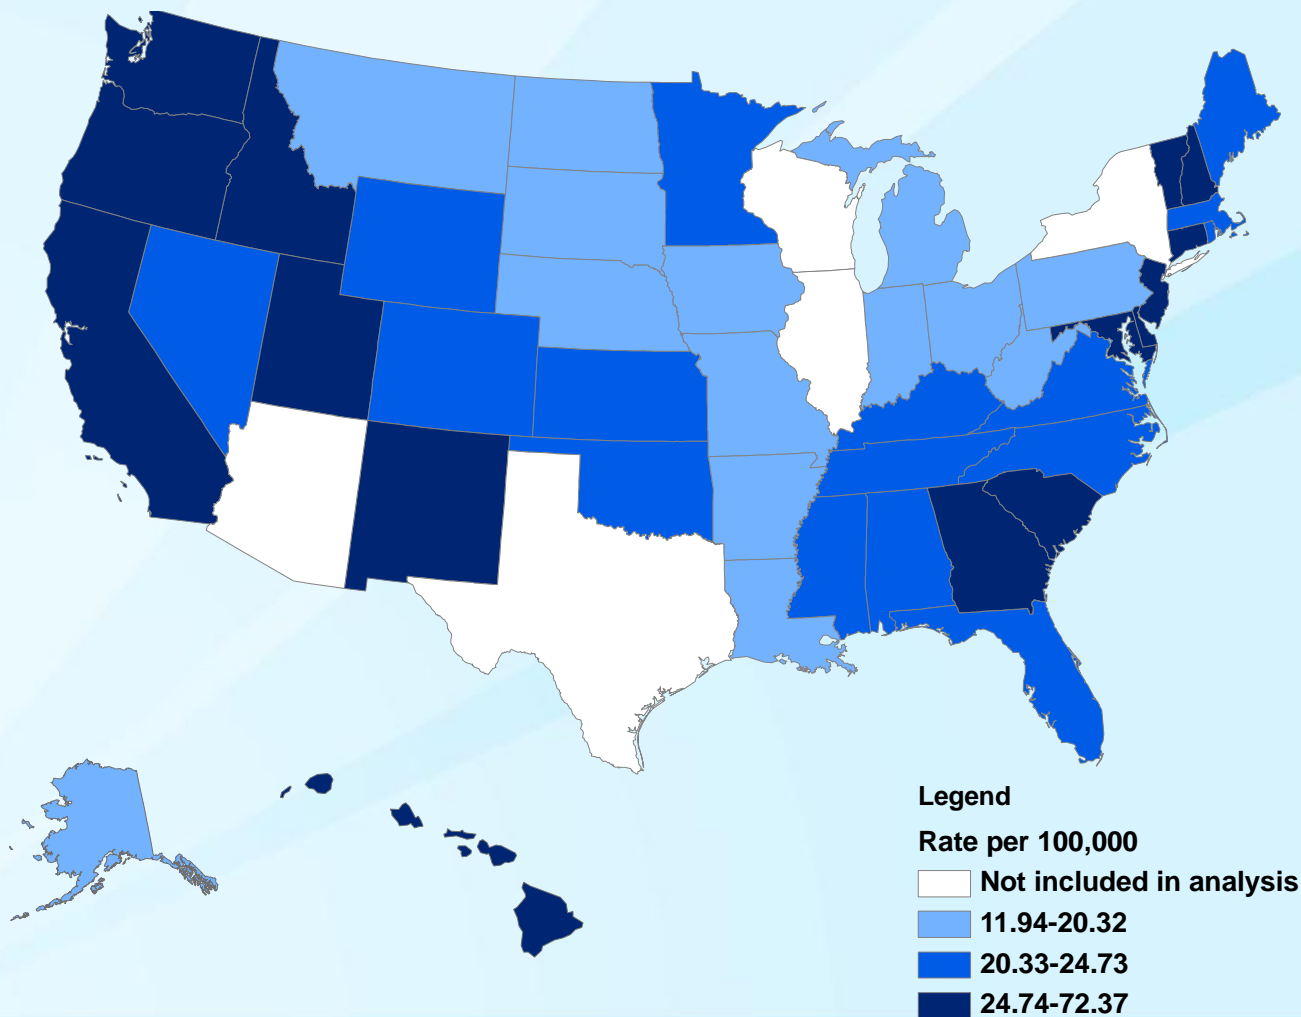 Legend
Rate per 100,000
Not included in analysis
11.94-20.32
20.33-24.73
24.74-72.37